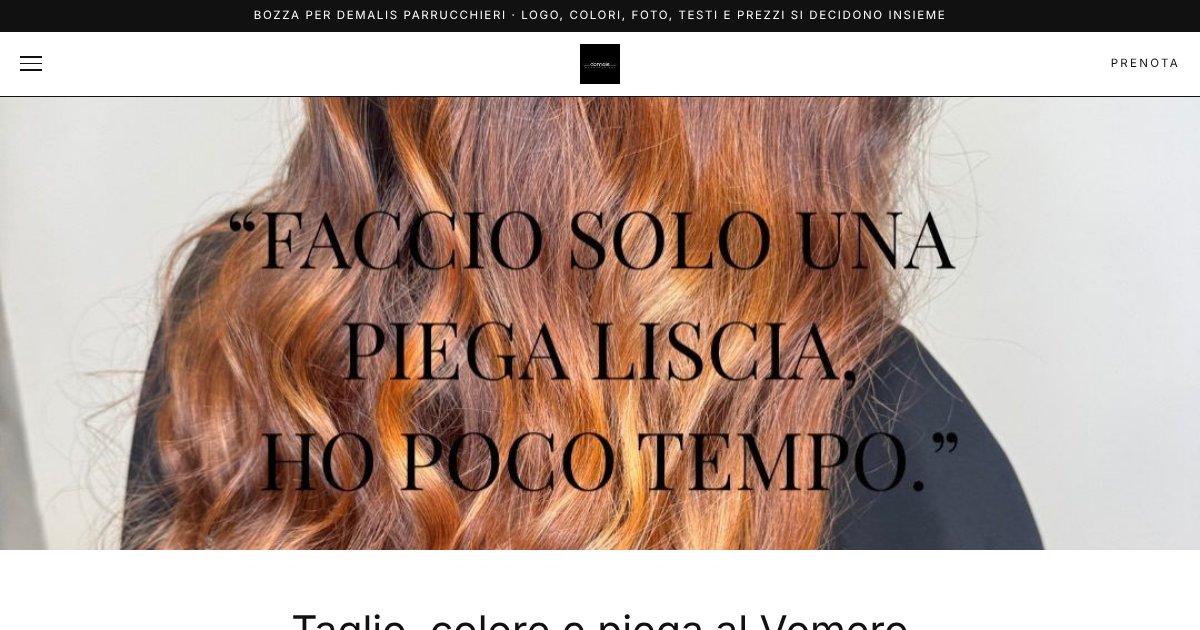 BOZZA PER DEMALIS PARRUCCHIERI · LOGO, COLORI, FOTO, TESTI E PREZZI SI DECIDONO INSIEME
PRENOTA
“FACCIO SOLO UNA
PIEGA LISCIA,
HO POCO TEMPO.”
Taglio, colore e piega al Vomero